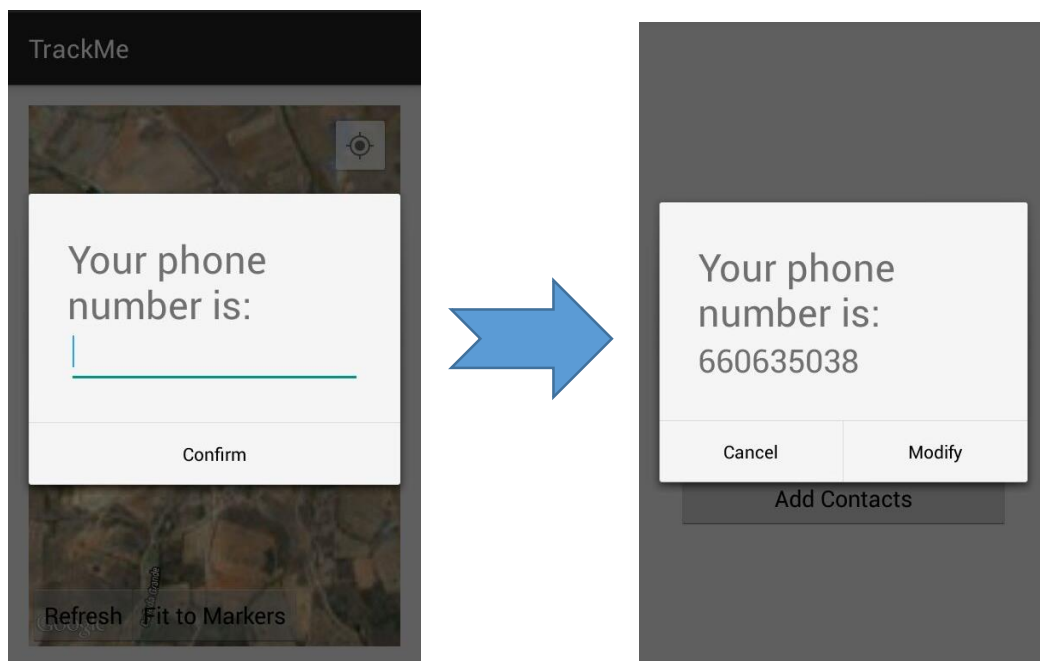 TrackMe
Your phone
number is:
Confirm
Refresh Fit to Markers
Google
Your phone
number is:
660635038
Cancel Modify
Add Contacts